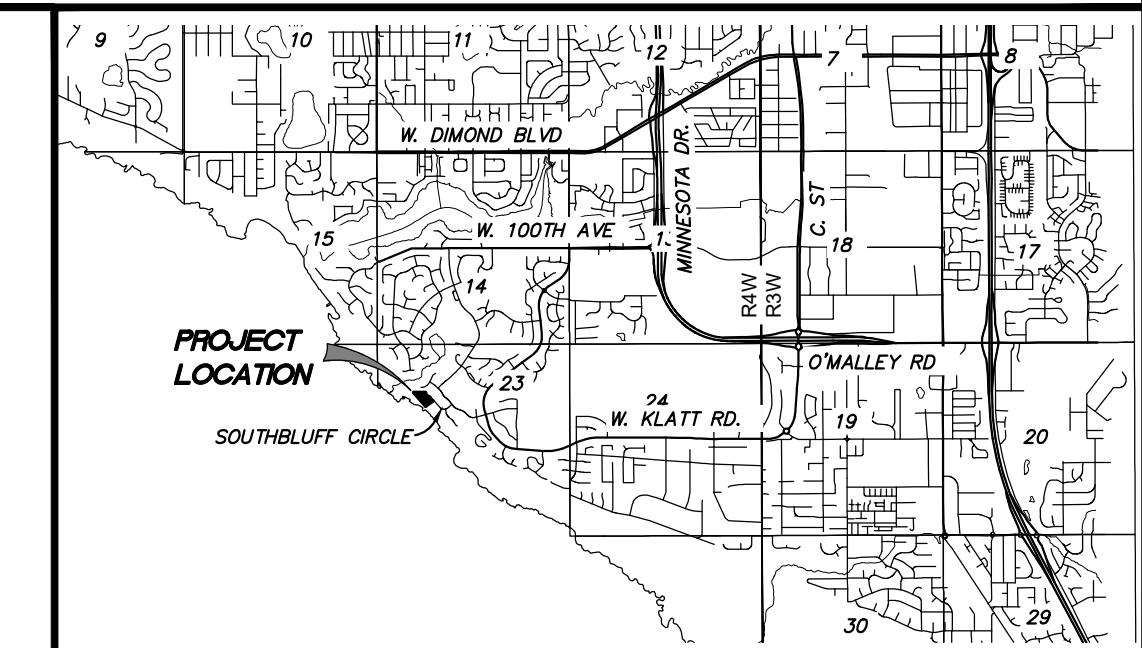 9
10
11
12
7
8
W. DIMOND BLVD
MINNESOTA DR.
C. ST
W. 100TH AVE
15
18
17
14
R4W
R3W
PROJECT
LOCATION
O'MALLEY RD
23
24
W. KLATT RD.
19
SOUTHBLUFF CIRCLE
20
30
29